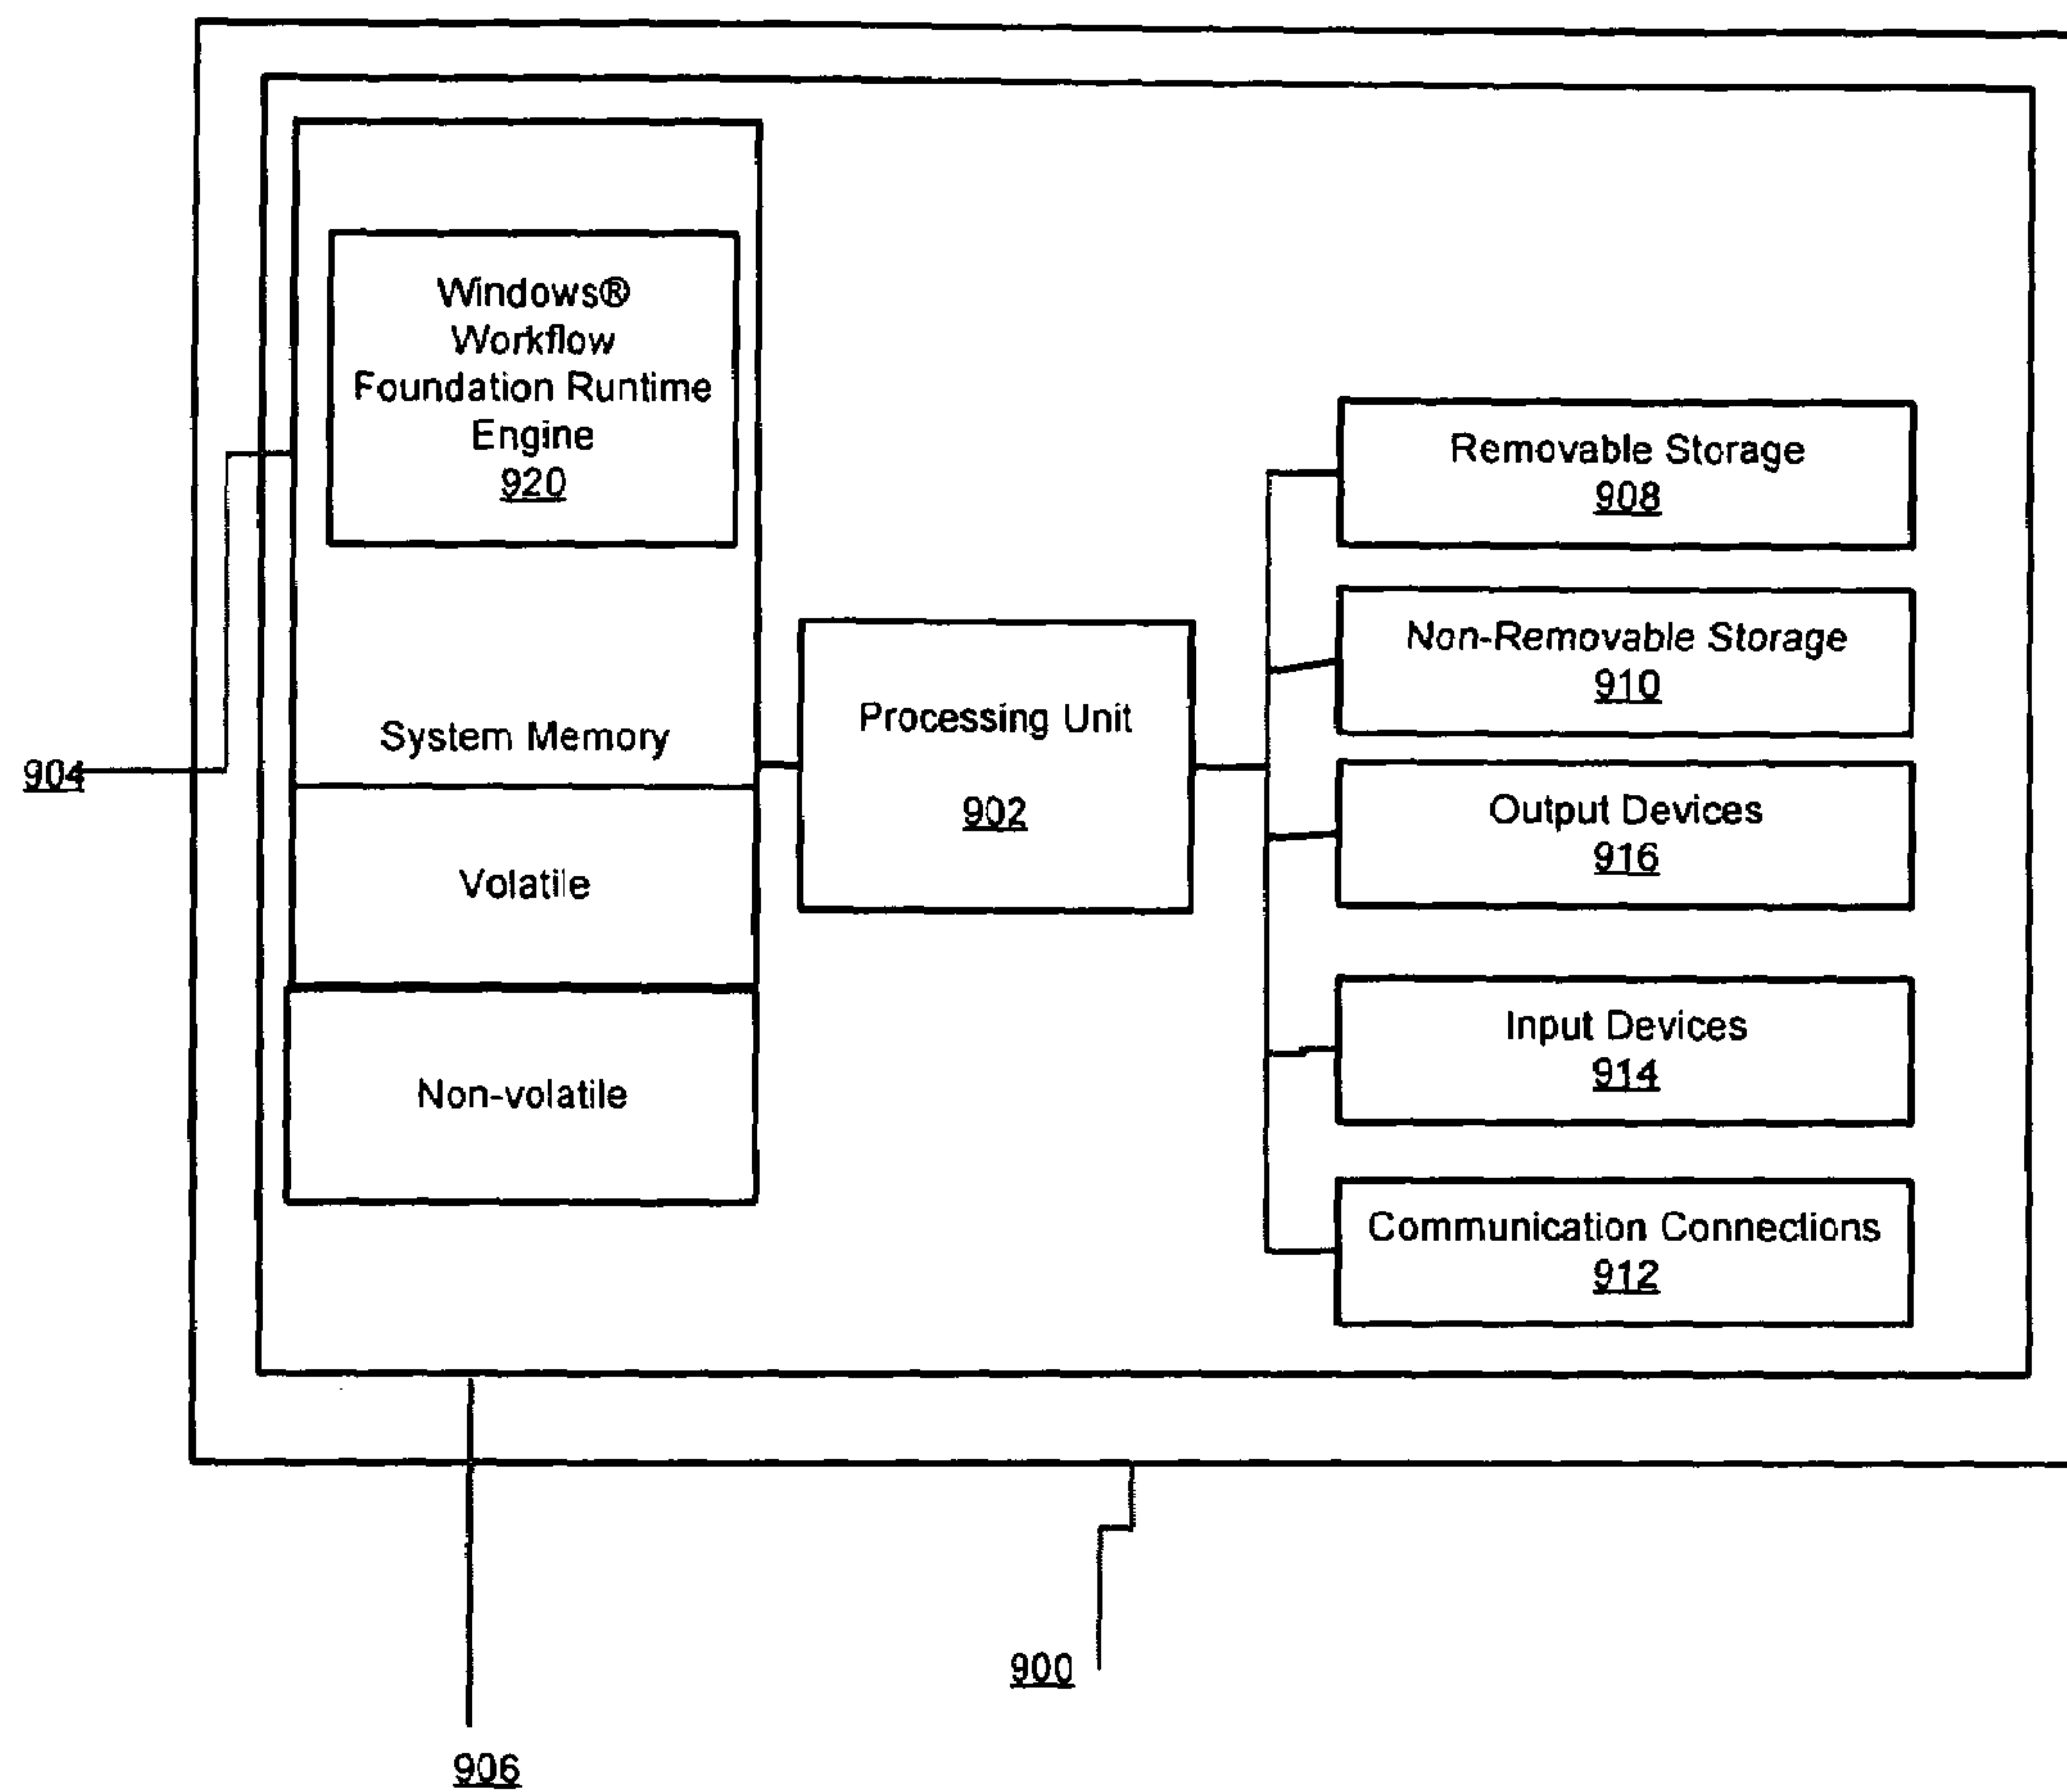 Windows®
Workflow
Foundation Runtime
Engine
920
System Memory
Volatile
Non-volatile
904
Processing Unit
902
Removable Storage
908
Non-Removable Storage
910
Output Devices
916
Input Devices
914
Communication Connections
912
900
906